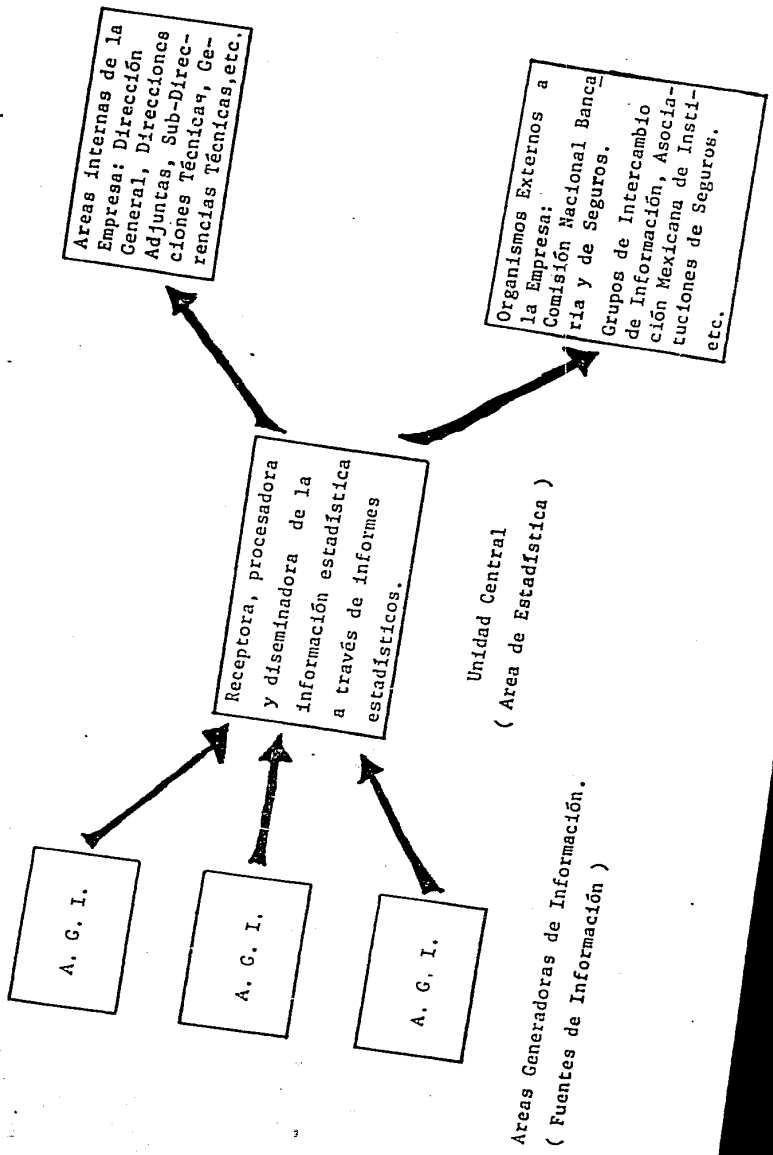 A. G. I.
A. G. I.
A. G. I.
Areas Generadoras de Información.
( Fuentes de Información )
Receptora, procesadora
y diseminadora de la
información estadística
a través de informes
estadísticos.
Unidad Central
( Area de Estadística )
Areas internas de la
Empresa: Dirección
General, Direcciones
Adjuntas, Sub-Direc-
ciones Técnicas, Ge-
rencias Técnicas,etc.
Organismos Externos a
la Empresa:
Comisión Nacional Banca
ria y de Seguros.
Grupos de Intercambio
de Información, Asocia-
ción Mexicana de Insti-
tuciones de Seguros.
etc.